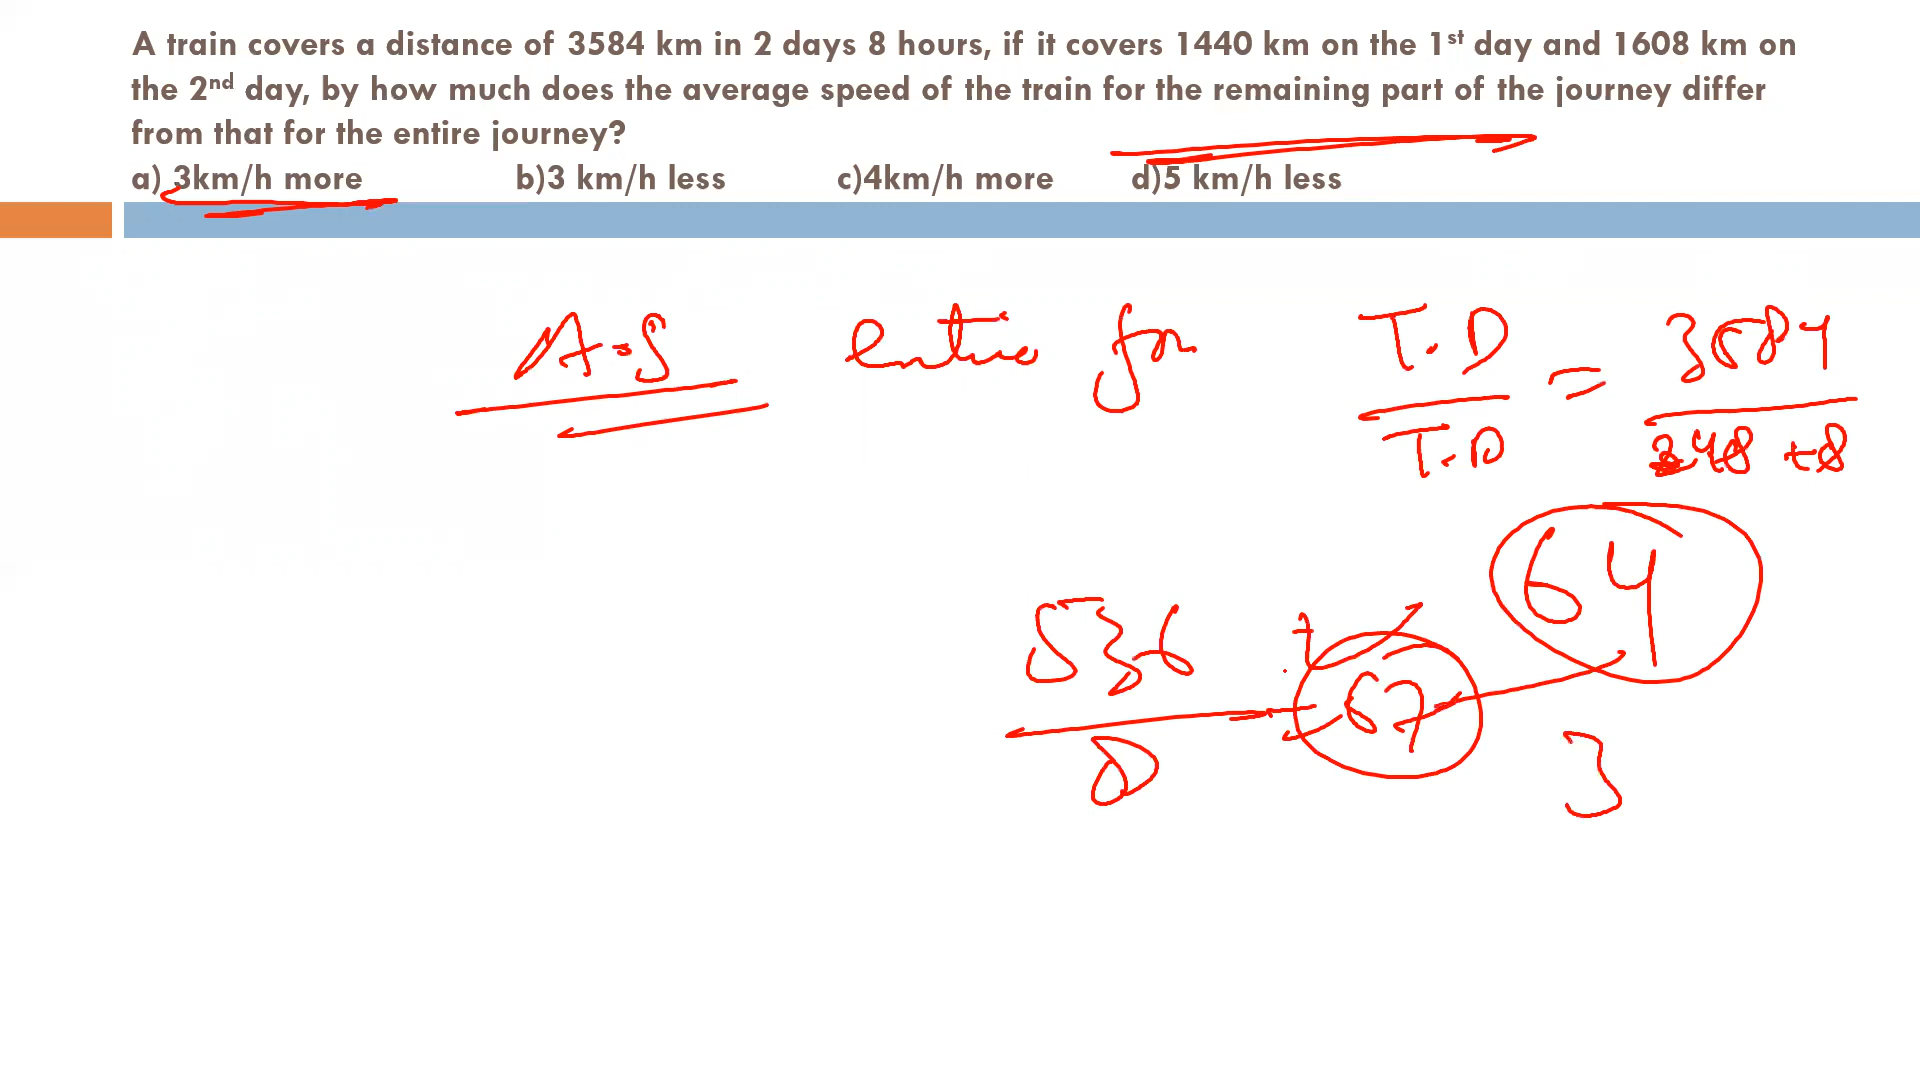 A train covers a distance of 3584 km in 2 days 8 hours, if it covers 1440 km on the 1st day and 1608 km on
the 2nd day, by how much does the average speed of the train for the remaining part of the journey differ
from that for the entire journey?
a) 3km/h more b)3 km/h less c)4km/h more d)5 km/h less
A.S entire for T.D = 3584
T.D 48 +8
64
536 67
8 3